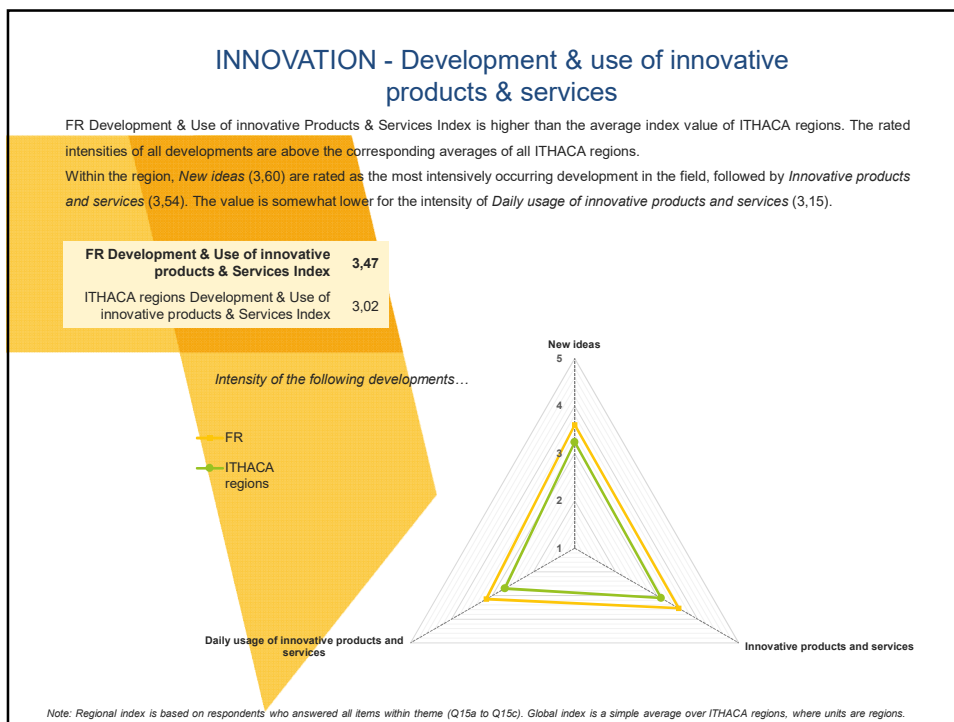 INNOVATION - Development & use of innovative
products & services
FR Development & Use of innovative Products & Services Index is higher than the average index value of ITHACA regions. The rated
intensities of all developments are above the corresponding averages of all ITHACA regions.
Within the region, New ideas (3,60) are rated as the most intensively occurring development in the field, followed by Innovative products
and services (3,54). The value is somewhat lower for the intensity of Daily usage of innovative products and services (3,15).
FR Development & Use of innovative
products & Services Index 3,47
ITHACA regions Development & Use of
innovative products & Services Index 3,02
Intensity of the following developments…
FR
ITHACA
regions
New ideas
5
4
3
2
1
Daily usage of innovative products and
services
Innovative products and services
Note: Regional index is based on respondents who answered all items within theme (Q15a to Q15c). Global index is a simple average over ITHACA regions, where units are regions.